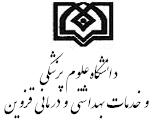 دانشگاه علوم پزشکی
و خدمات بهداشتی و درمانی قزوین